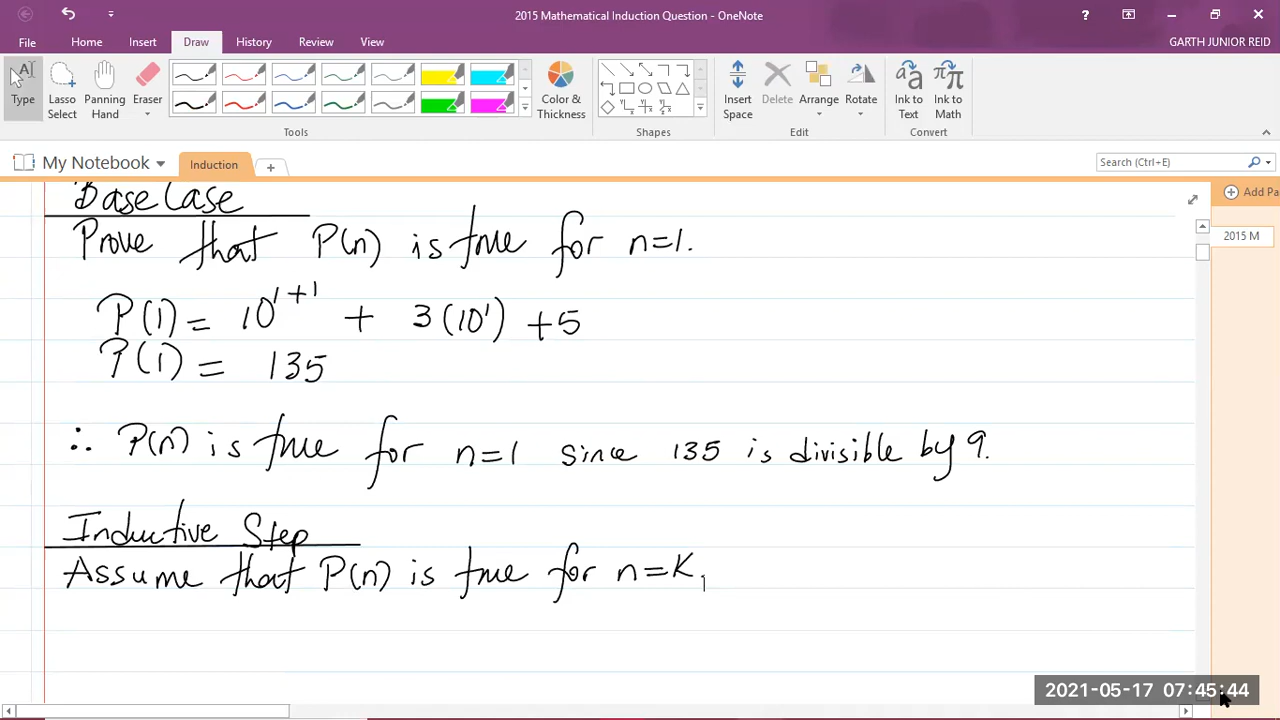 2015 Mathematical Induction Question - OneNote
File Home Insert Draw History Review View GARTH JUNIOR REID
Type Lasso Select Panning Hand Eraser Color & Thickness Insert Space Delete Arrange Rotate Ink to Text Ink to Math
Tools Shapes Edit Convert
My Notebook Induction + Search (Ctrl+E)
Add Pa
2015 M
Base Case
Prove that P(n) is true for n=1.
P(1) = 10¹⁺¹ + 3(10¹) +5
P(1) = 135
∴ P(n) is true for n=1 since 135 is divisible by 9.
Inductive Step
Assume that P(n) is true for n=K,
2021-05-17 07:45:44